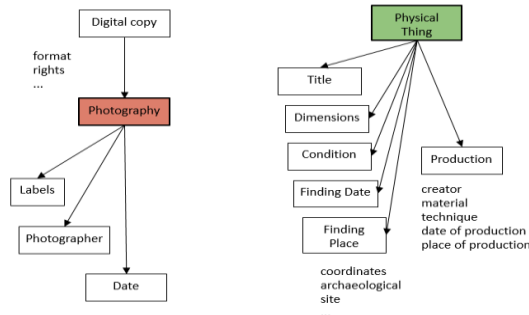 Digital copy
format
rights
...
Photography
Labels
Photographer
Date
Physical
Thing
Title
Dimensions
Condition
Finding Date
Finding
Place
coordinates
archaeological
site
Production
creator
material
technique
date of production
place of production